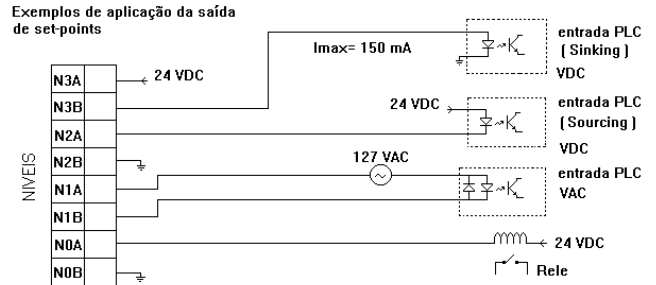 Exemplos de aplicação da saída
de set-points
entrada PLC
( Sinking )
VDC
Imax= 150 mA
NIVEIS
N3A
24 VDC
N3B
N2A
N2B
N1A
N1B
N0A
N0B
24 VDC
entrada PLC
( Sourcing )
VDC
127 VAC
entrada PLC
VAC
24 VDC
Rele